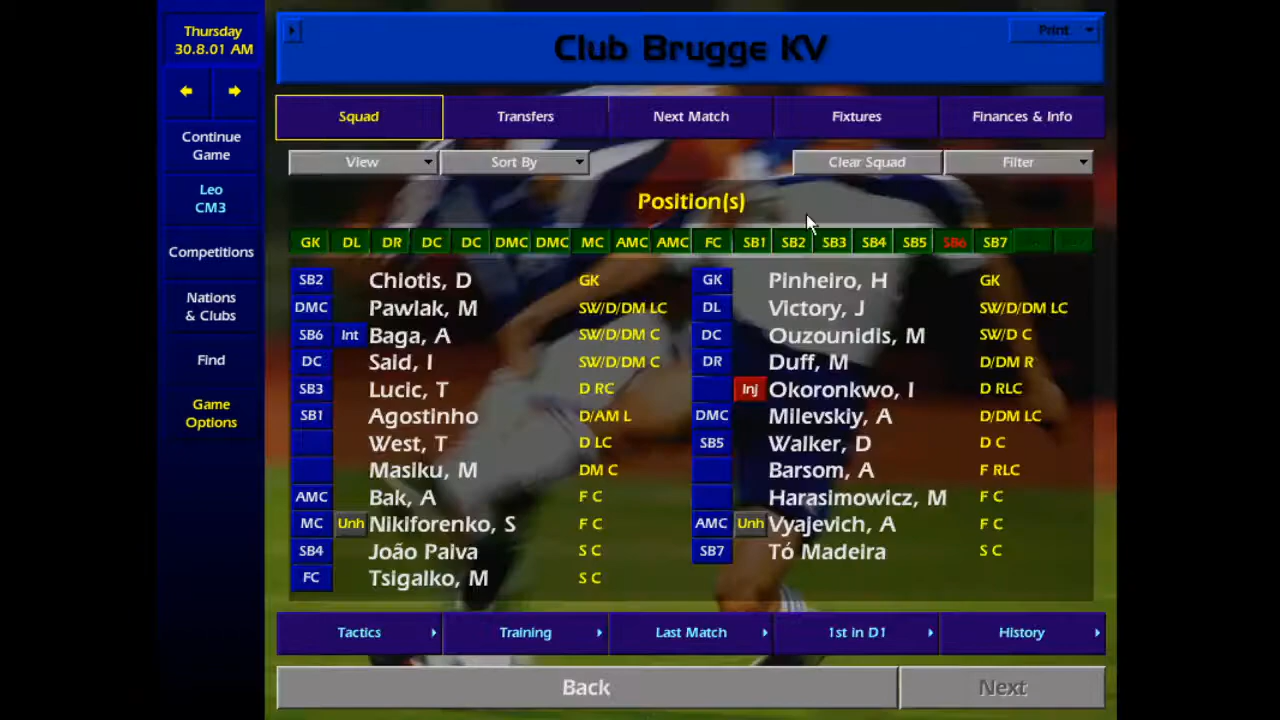 Thursday
30.8.01 AM
Continue
Game
Leo
CM3
Competitions
Nations
& Clubs
Find
Game
Options
Club Brugge KV
Print
Squad Transfers Next Match Fixtures Finances & Info
View Sort By Clear Squad Filter
Position(s)
GK DL DR DC DC DMC DMC MC AMC AMC FC SB1 SB2 SB3 SB4 SB5 SB6 SB7
SB2 Chiotis, D GK GK Pinheiro, H GK
DMC Pawlak, M SW/D/DM LC DL Victory, J SW/D/DM LC
SB6 Int Baga, A SW/D/DM C DC Ouzounidis, M SW/D C
DC Said, I SW/D/DM C DR Duff, M D/DM R
SB3 Lucic, T D RC Inj Okoronkwo, I D RLC
SB1 Agostinho D/AM L DMC Milevskiy, A D/DM LC
West, T D LC SB5 Walker, D D C
Masiku, M DM C Barsom, A F RLC
AMC Bak, A F C Harasimowicz, M F C
MC Unh Nikiforenko, S F C AMC Unh Vyajevich, A F C
SB4 João Paiva S C SB7 Tó Madeira S C
FC Tsigalko, M S C
Tactics Training Last Match 1st in D1 History
Back Next